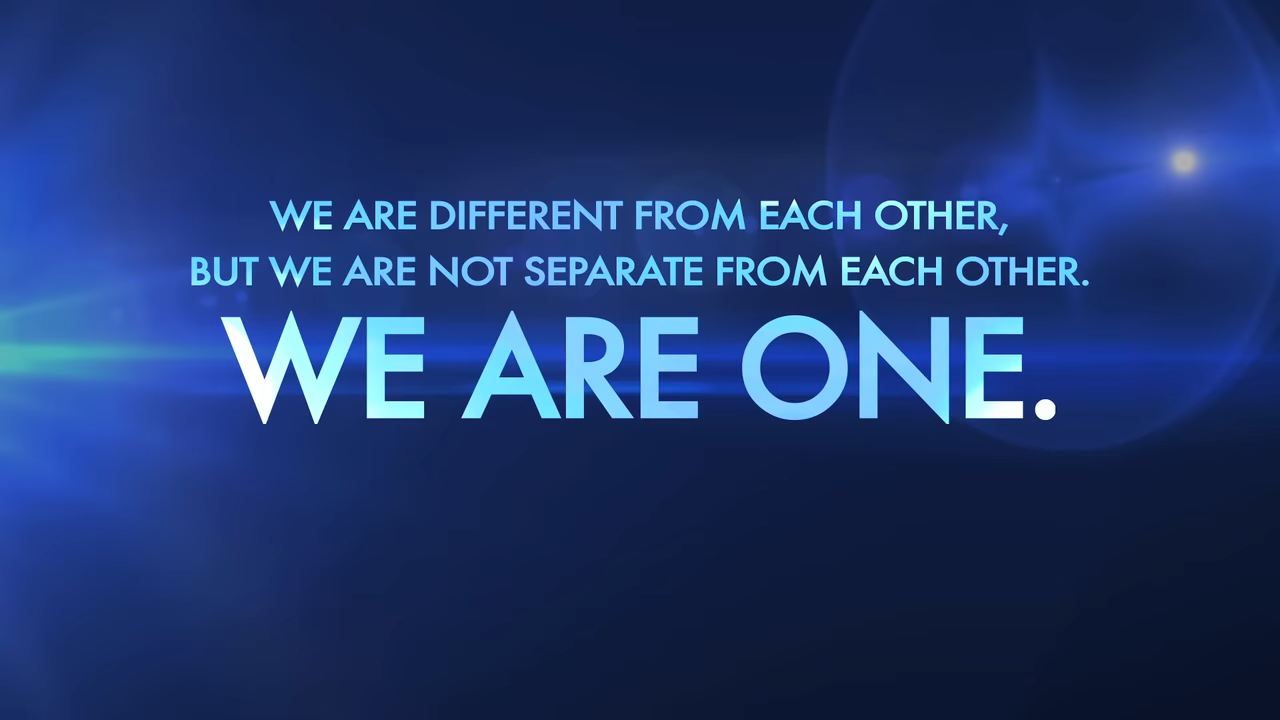 WE ARE DIFFERENT FROM EACH OTHER,
BUT WE ARE NOT SEPARATE FROM EACH OTHER.
WE ARE ONE.